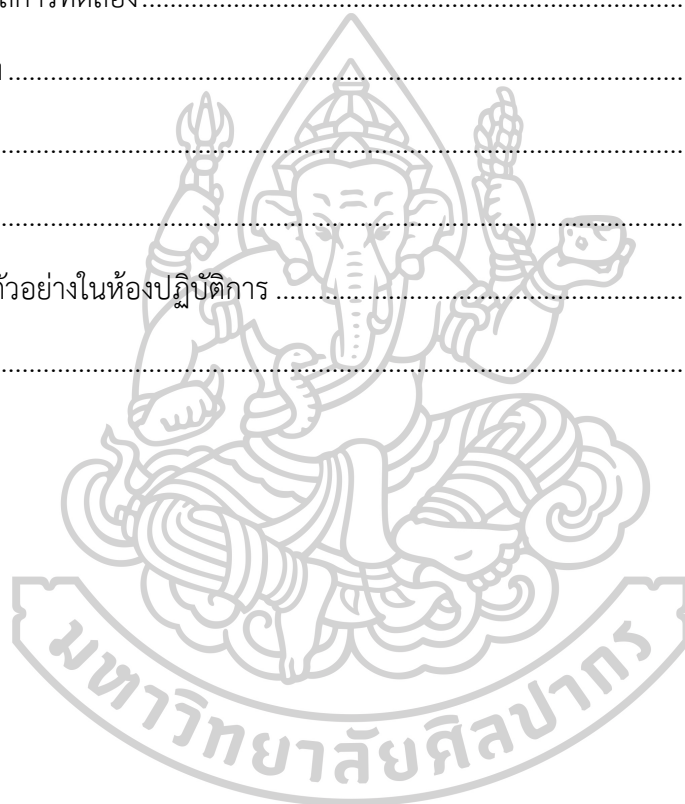 การทดลอง................................................................
................................................................
................................................................
................................................................
ตัวอย่างในห้องปฏิบัติการ ................................................................
................................................................
มหาวิทยาลัยศิลปากร